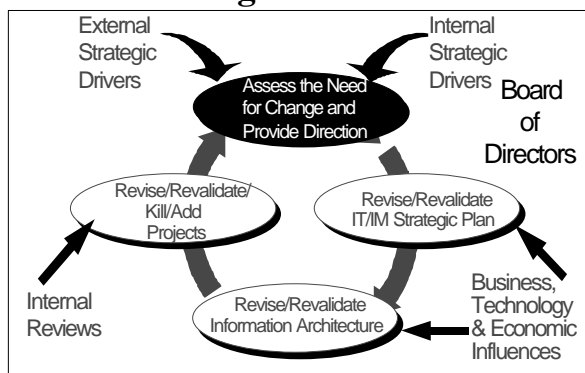 External
Strategic
Drivers
Internal
Strategic
Drivers
Assess the Need
for Change and
Provide Direction
Board
of
Directors
Revise/Revalidate/
Kill/Add
Projects
Revise/Revalidate
IT/IM Strategic Plan
Internal
Reviews
Revise/Revalidate
Information Architecture
Business,
Technology
& Economic
Influences